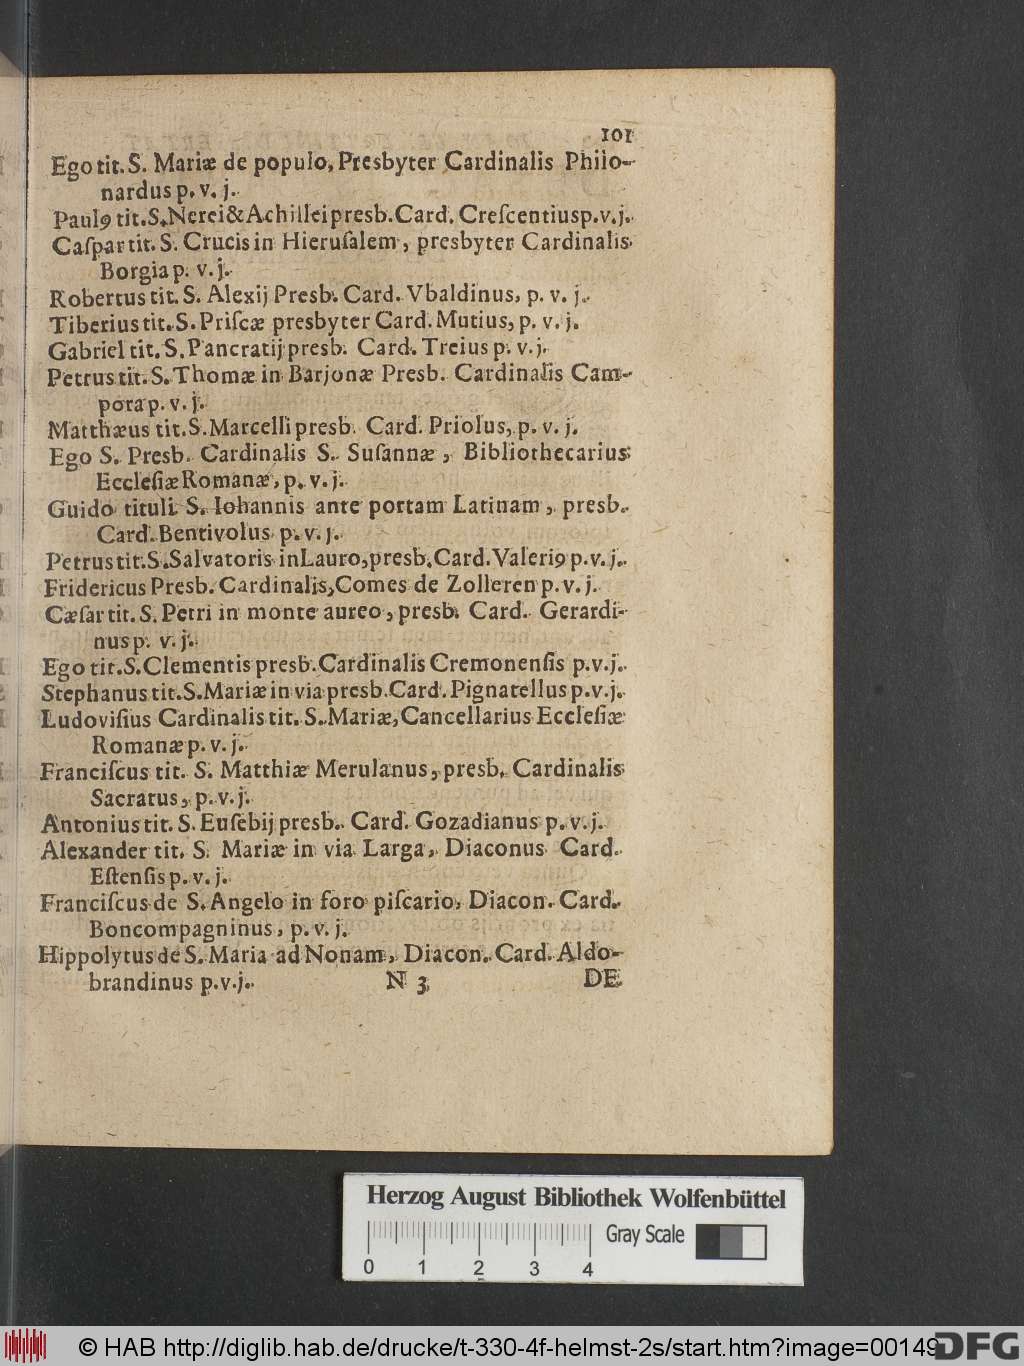 101
Ego tit. S. Mariæ de populo, Presbyter Cardinalis Philo-
nardus p. v. j.
Paulꝰ tit. S. Nerei & Achillei presb. Card. Creſcentius p. v. j.
Caſpar tit. S. Crucis in Hieruſalem, presbyter Cardinalis
Borgia p. v. j.
Robertus tit. S. Alexij Presb. Card. Vbaldinus, p. v. j.
Tiberius tit. S. Priſcæ presbyter Card. Mutius, p. v. j.
Gabriel tit. S. Pancratij presb. Card. Treius p. v. j.
Petrus tit. S. Thomæ in Barjonæ Presb. Cardinalis Cam-
pora p. v. j.
Matthæus tit. S. Marcelli presb. Card. Priolus, p. v. j.
Ego S. Presb. Cardinalis S. Suſannæ, Bibliothecarius
Eccleſiæ Romanæ, p. v. j.
Guido tituli S. Iohannis ante portam Latinam, presb.
Card. Bentivolus p. v. j.
Petrus tit. S. Salvatoris in Lauro, presb. Card. Valeriꝰ p. v. j.
Fridericus Presb. Cardinalis, Comes de Zolleren p. v. j.
Cæſar tit. S. Petri in monte aureo, presb. Card. Gerardi-
nus p. v. j.
Ego tit. S. Clementis presb. Cardinalis Cremonenſis p. v. j.
Stephanus tit. S. Mariæ in via presb. Card. Pignatellus p. v. j.
Ludoviſius Cardinalis tit. S. Mariæ, Cancellarius Eccleſiæ
Romanæ p. v. j.
Franciſcus tit. S. Matthiæ Merulanus, presb. Cardinalis
Sacratus, p. v. j.
Antonius tit. S. Euſebij presb. Card. Gozadianus p. v. j.
Alexander tit. S. Mariæ in via Larga, Diaconus Card.
Eſtenſis p. v. j.
Franciſcus de S. Angelo in foro piſcario, Diacon. Card.
Boncompagninus, p. v. j.
Hippolytus de S. Maria ad Nonam, Diacon. Card. Aldo-
brandinus p. v. j. N 3 DE
Herzog August Bibliothek Wolfenbüttel
Gray Scale
0 1 2 3 4
© HAB http://diglib.hab.de/drucke/t-330-4f-helmst-2s/start.htm?image=00149
DFG